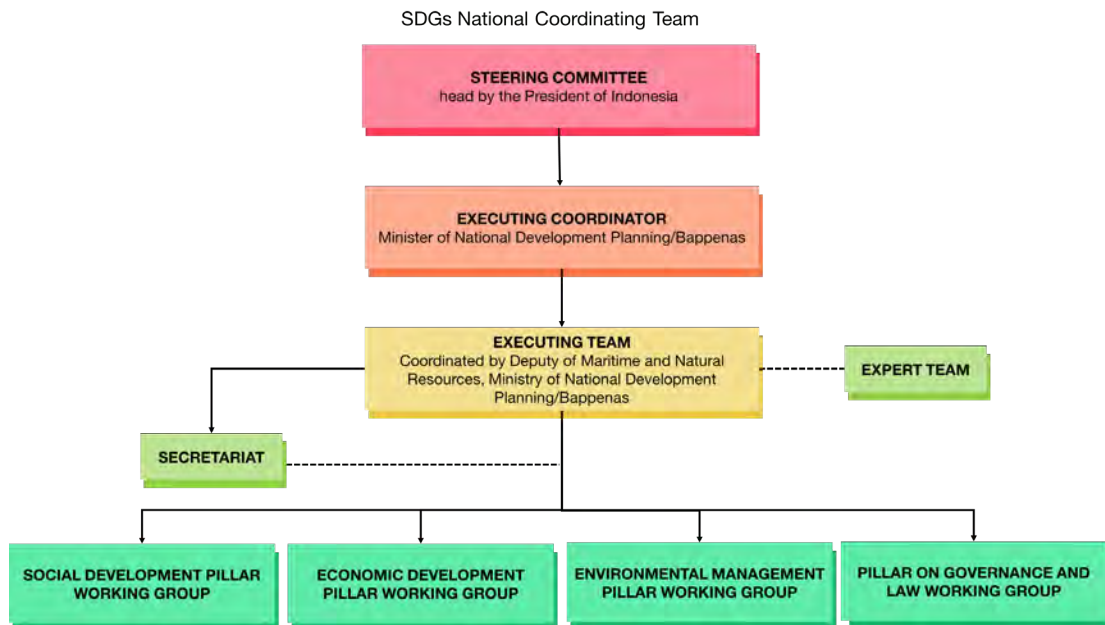 SDGs National Coordinating Team
STEERING COMMITTEE
head by the President of Indonesia
EXECUTING COORDINATOR
Minister of National Development Planning/Bappenas
EXECUTING TEAM
Coordinated by Deputy of Maritime and Natural
Resources, Ministry of National Development
Planning/Bappenas
EXPERT TEAM
SECRETARIAT
SOCIAL DEVELOPMENT PILLAR
WORKING GROUP
ECONOMIC DEVELOPMENT
PILLAR WORKING GROUP
ENVIRONMENTAL MANAGEMENT
PILLAR WORKING GROUP
PILLAR ON GOVERNANCE AND
LAW WORKING GROUP